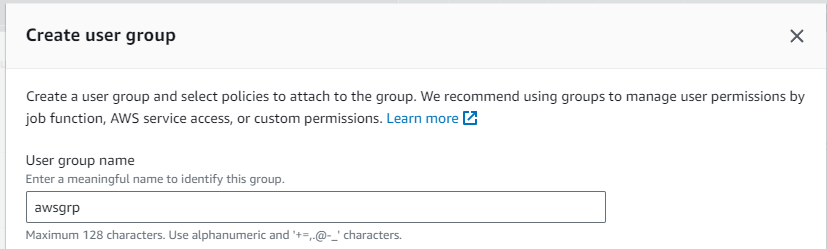 Create user group
Create a user group and select policies to attach to the group. We recommend using groups to manage user permissions by
job function, AWS service access, or custom permissions. Learn more
User group name
Enter a meaningful name to identify this group.
awsgrp
Maximum 128 characters. Use alphanumeric and '+=,.@-_' characters.